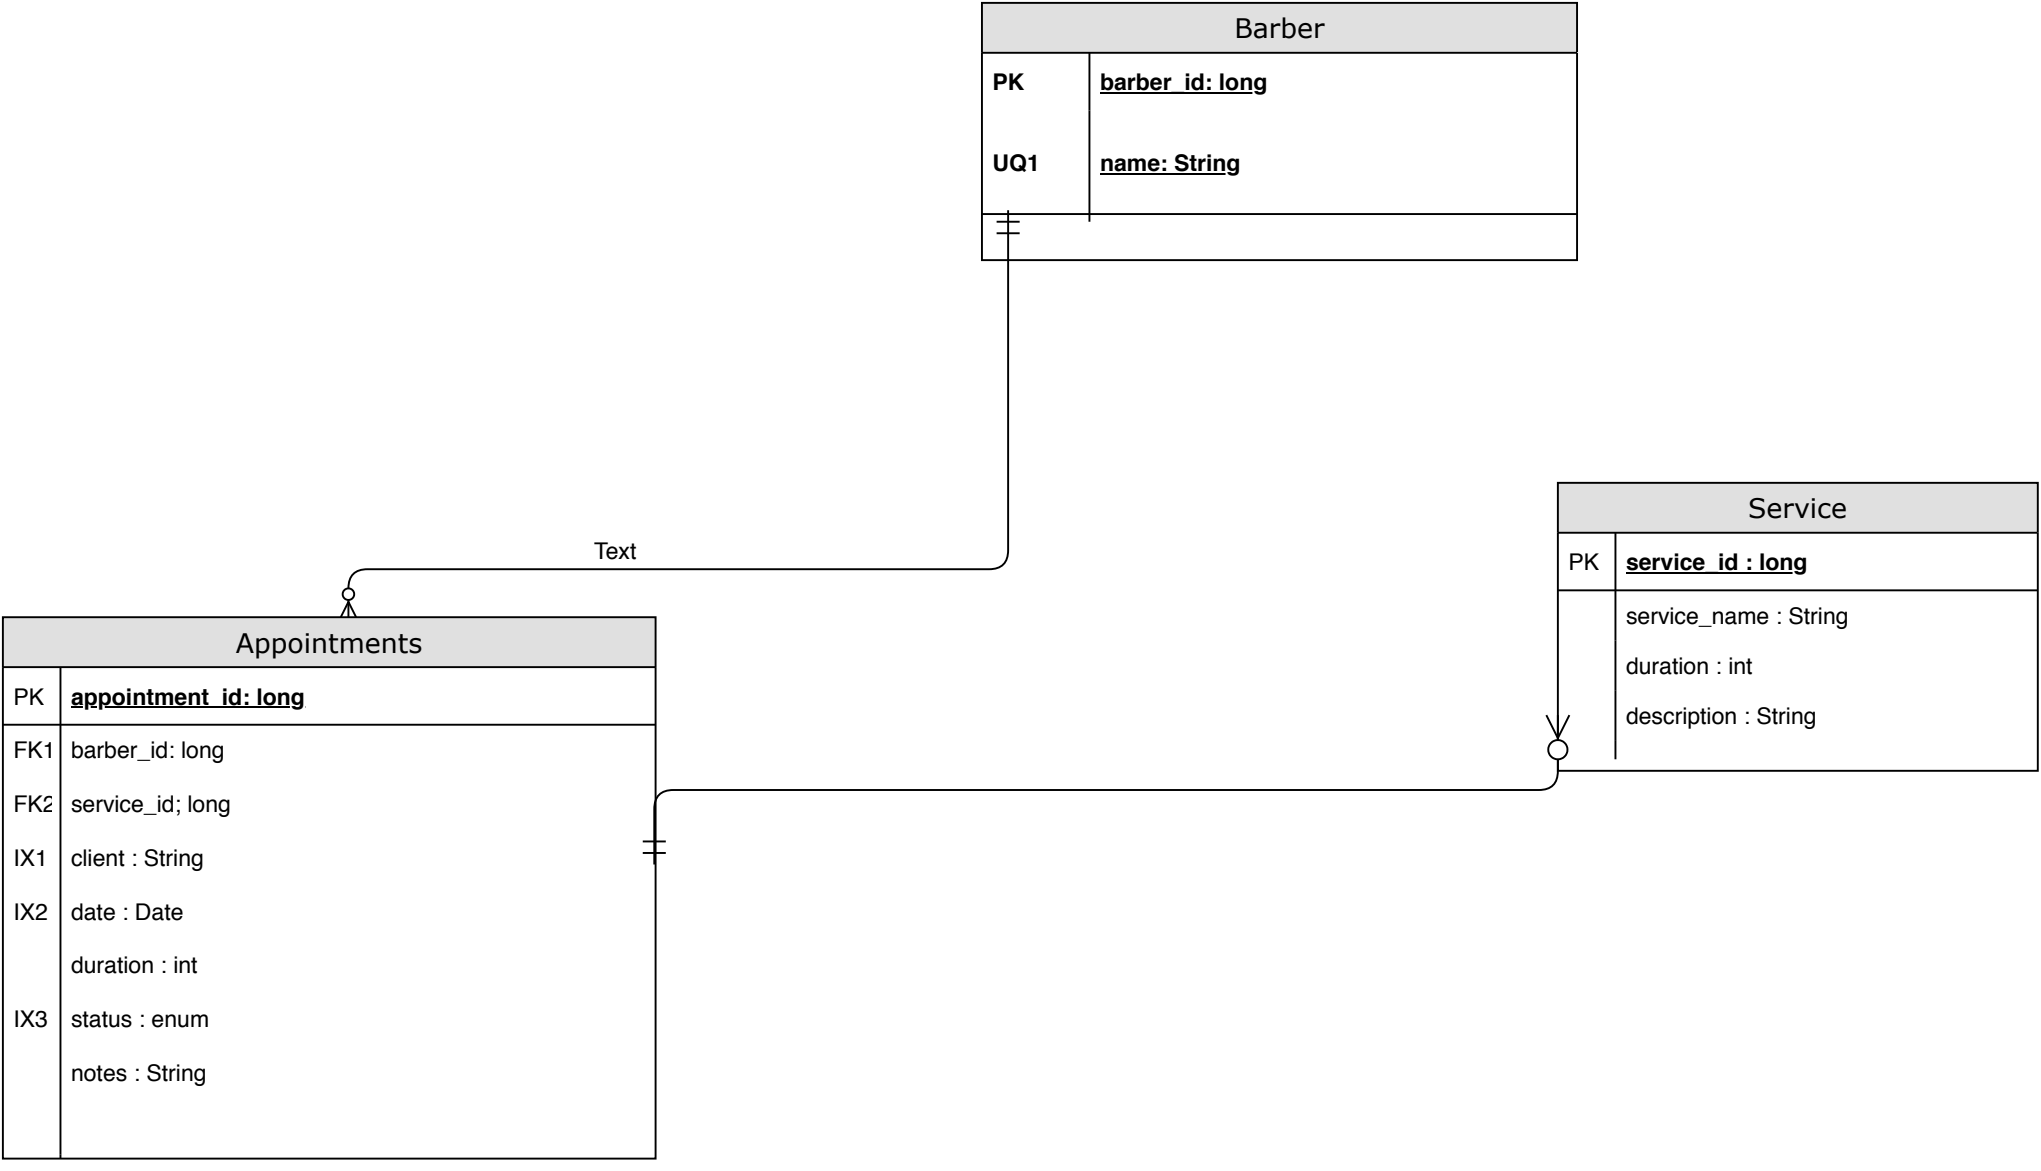 Barber
PK barber_id: long
UQ1 name: String
Text
Service
PK service_id : long
service_name : String
duration : int
description : String
Appointments
PK appointment_id: long
FK1 barber_id: long
FK2 service_id; long
IX1 client : String
IX2 date : Date
duration : int
IX3 status : enum
notes : String